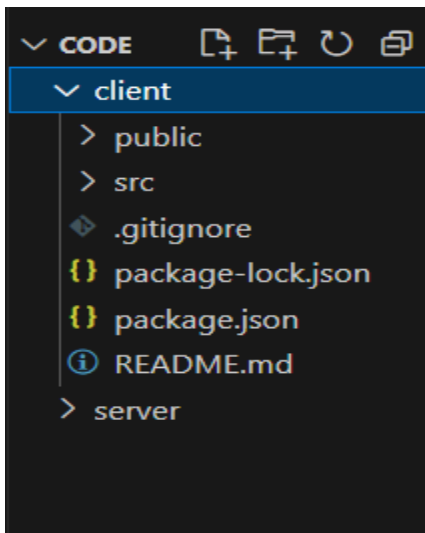 CODE
client
public
src
.gitignore
package-lock.json
package.json
README.md
server